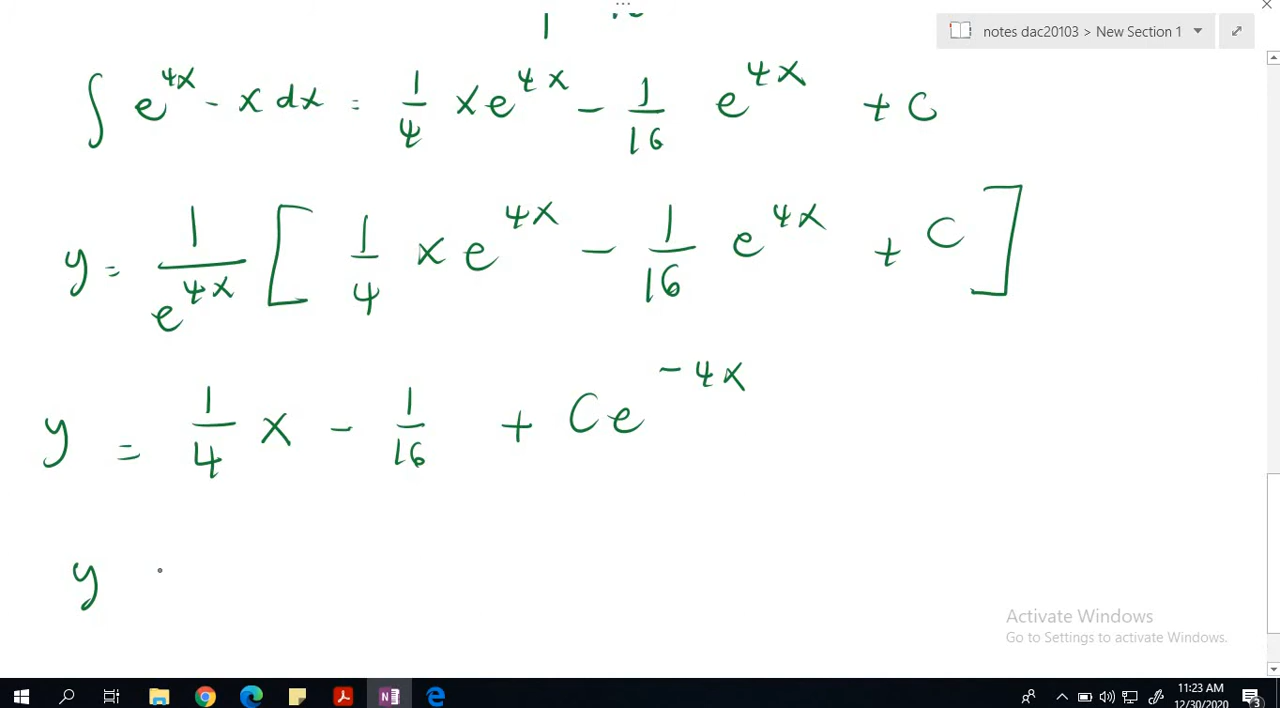 notes dac20103 > New Section 1
∫ e^{4x} - x dx = 1/4 xe^{4x} - 1/16 e^{4x} + C
y = 1/e^{4x} [ 1/4 xe^{4x} - 1/16 e^{4x} + C ]
y = 1/4 x - 1/16 + Ce^{-4x}
y
Activate Windows
Go to Settings to activate Windows.
11:23 AM
12/30/2020
3